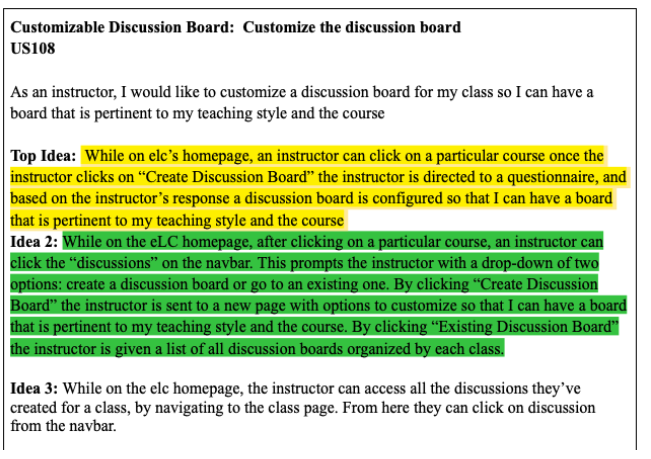 Customizable Discussion Board:  Customize the discussion board
US108
As an instructor, I would like to customize a discussion board for my class so I can have a
board that is pertinent to my teaching style and the course
Top Idea:  While on elc's homepage, an instructor can click on a particular course once the
instructor clicks on “Create Discussion Board” the instructor is directed to a questionnaire, and
based on the instructor's response a discussion board is configured so that I can have a board
that is pertinent to my teaching style and the course
Idea 2: While on the eLC homepage, after clicking on a particular course, an instructor can
click the “discussions” on the navbar. This prompts the instructor with a drop-down of two
options: create a discussion board or go to an existing one. By clicking “Create Discussion
Board” the instructor is sent to a new page with options to customize so that I can have a board
that is pertinent to my teaching style and the course. By clicking “Existing Discussion Board”
the instructor is given a list of all discussion boards organized by each class.
Idea 3: While on the elc homepage, the instructor can access all the discussions they've
created for a class, by navigating to the class page. From here they can click on discussion
from the navbar.